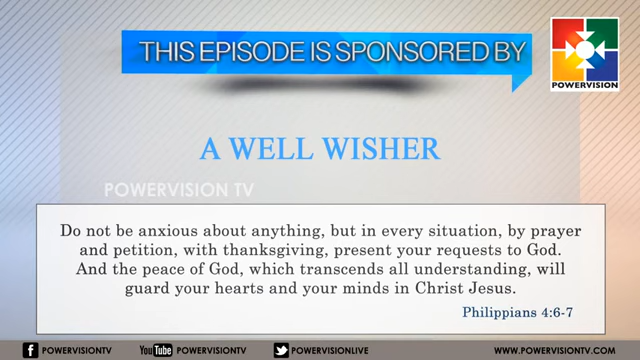 THIS EPISODE IS SPONSORED BY
POWERVISION
A WELL WISHER
POWERVISION TV
Do not be anxious about anything, but in every situation, by prayer
and petition, with thanksgiving, present your requests to God.
And the peace of God, which transcends all understanding, will
guard your hearts and your minds in Christ Jesus.
Philippians 4:6-7
f POWERVISIONTV YouTube POWERVISIONTV POWERVISIONLIVE WWW.POWERVISION.COM